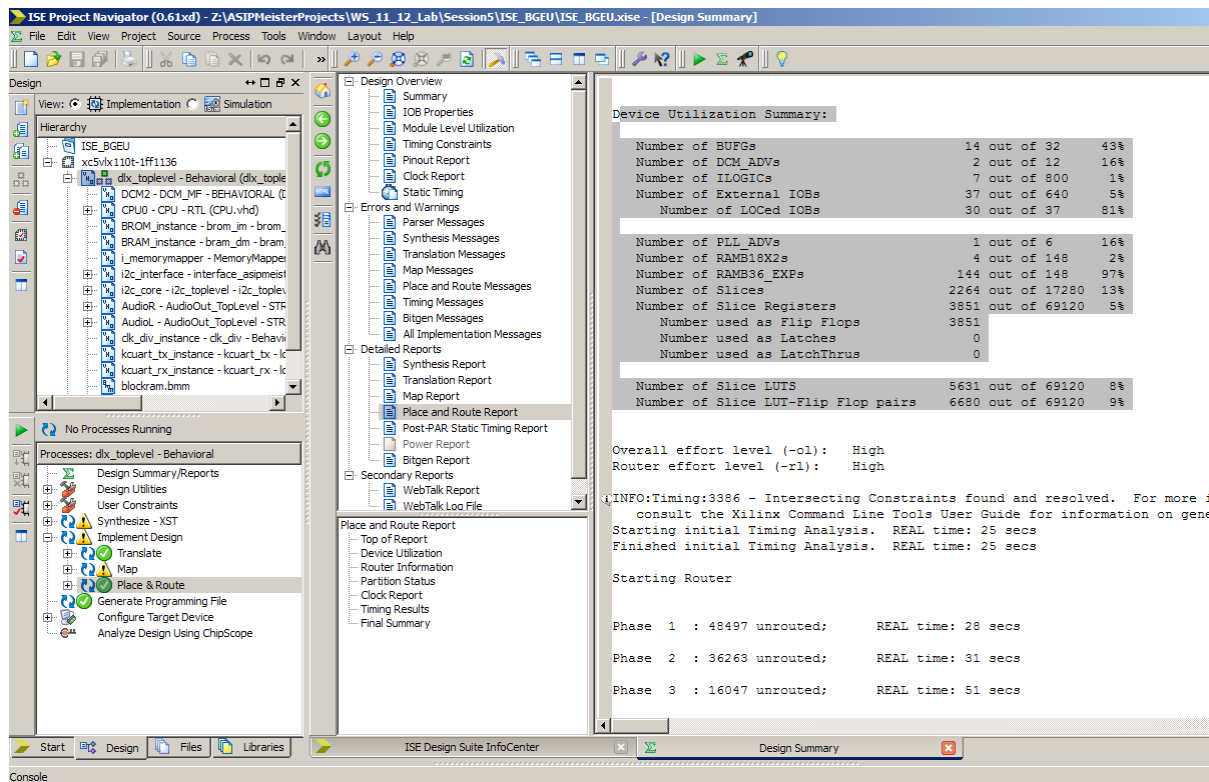 ISE Project Navigator (0.61xd) - Z:\ASIPMeisterProjects\WS_11_12_Lab\Session5\ISE_BGEU\ISE_BGEU.xise - [Design Summary]
File Edit View Project Source Process Tools Window Layout Help
Design
View: Implementation Simulation
Hierarchy
ISE_BGEU
xc5vlx110t-1ff1136
dlx_toplevel - Behavioral (dlx_tople
DCM2 - DCM_MF - BEHAVIORAL (D
CPU0 - CPU - RTL (CPU.vhd)
BROM_instance - brom_im - brom_
BRAM_instance - bram_dm - bram_
i_memorymapper - MemoryMapper
i2c_interface - interface_asipmeist
i2c_core - i2c_toplevel - i2c_toplev
AudioR - AudioOut_TopLevel - STR
AudioL - AudioOut_TopLevel - STR
clk_div_instance - clk_div - Behavi
kcuart_tx_instance - kcuart_tx - lo
kcuart_rx_instance - kcuart_rx - lo
blockram.bmm
No Processes Running
Processes: dlx_toplevel - Behavioral
Design Summary/Reports
Design Utilities
User Constraints
Synthesize - XST
Implement Design
Translate
Map
Place & Route
Generate Programming File
Configure Target Device
Analyze Design Using ChipScope
Start Design Files Libraries
Design Overview
Summary
IOB Properties
Module Level Utilization
Timing Constraints
Pinout Report
Clock Report
Static Timing
Errors and Warnings
Parser Messages
Synthesis Messages
Translation Messages
Map Messages
Place and Route Messages
Timing Messages
Bitgen Messages
All Implementation Messages
Detailed Reports
Synthesis Report
Translation Report
Map Report
Place and Route Report
Post-PAR Static Timing Report
Power Report
Bitgen Report
Secondary Reports
WebTalk Report
WebTalk Log File
Place and Route Report
Top of Report
Device Utilization
Router Information
Partition Status
Clock Report
Timing Results
Final Summary
Device Utilization Summary:
Number of BUFGs 14 out of 32 43%
Number of DCM_ADVs 2 out of 12 16%
Number of ILOGICs 7 out of 800 1%
Number of External IOBs 37 out of 640 5%
Number of LOCed IOBs 30 out of 37 81%
Number of PLL_ADVs 1 out of 6 16%
Number of RAMB18X2s 4 out of 148 2%
Number of RAMB36_EXPs 144 out of 148 97%
Number of Slices 2264 out of 17280 13%
Number of Slice Registers 3851 out of 69120 5%
Number used as Flip Flops 3851
Number used as Latches 0
Number used as LatchThrus 0
Number of Slice LUTS 5631 out of 69120 8%
Number of Slice LUT-Flip Flop pairs 6680 out of 69120 9%
Overall effort level (-ol): High
Router effort level (-rl): High
INFO:Timing:3386 - Intersecting Constraints found and resolved. For more i
consult the Xilinx Command Line Tools User Guide for information on gene
Starting initial Timing Analysis. REAL time: 25 secs
Finished initial Timing Analysis. REAL time: 25 secs
Starting Router
Phase 1 : 48497 unrouted; REAL time: 28 secs
Phase 2 : 36263 unrouted; REAL time: 31 secs
Phase 3 : 16047 unrouted; REAL time: 51 secs
ISE Design Suite InfoCenter
Design Summary
Console